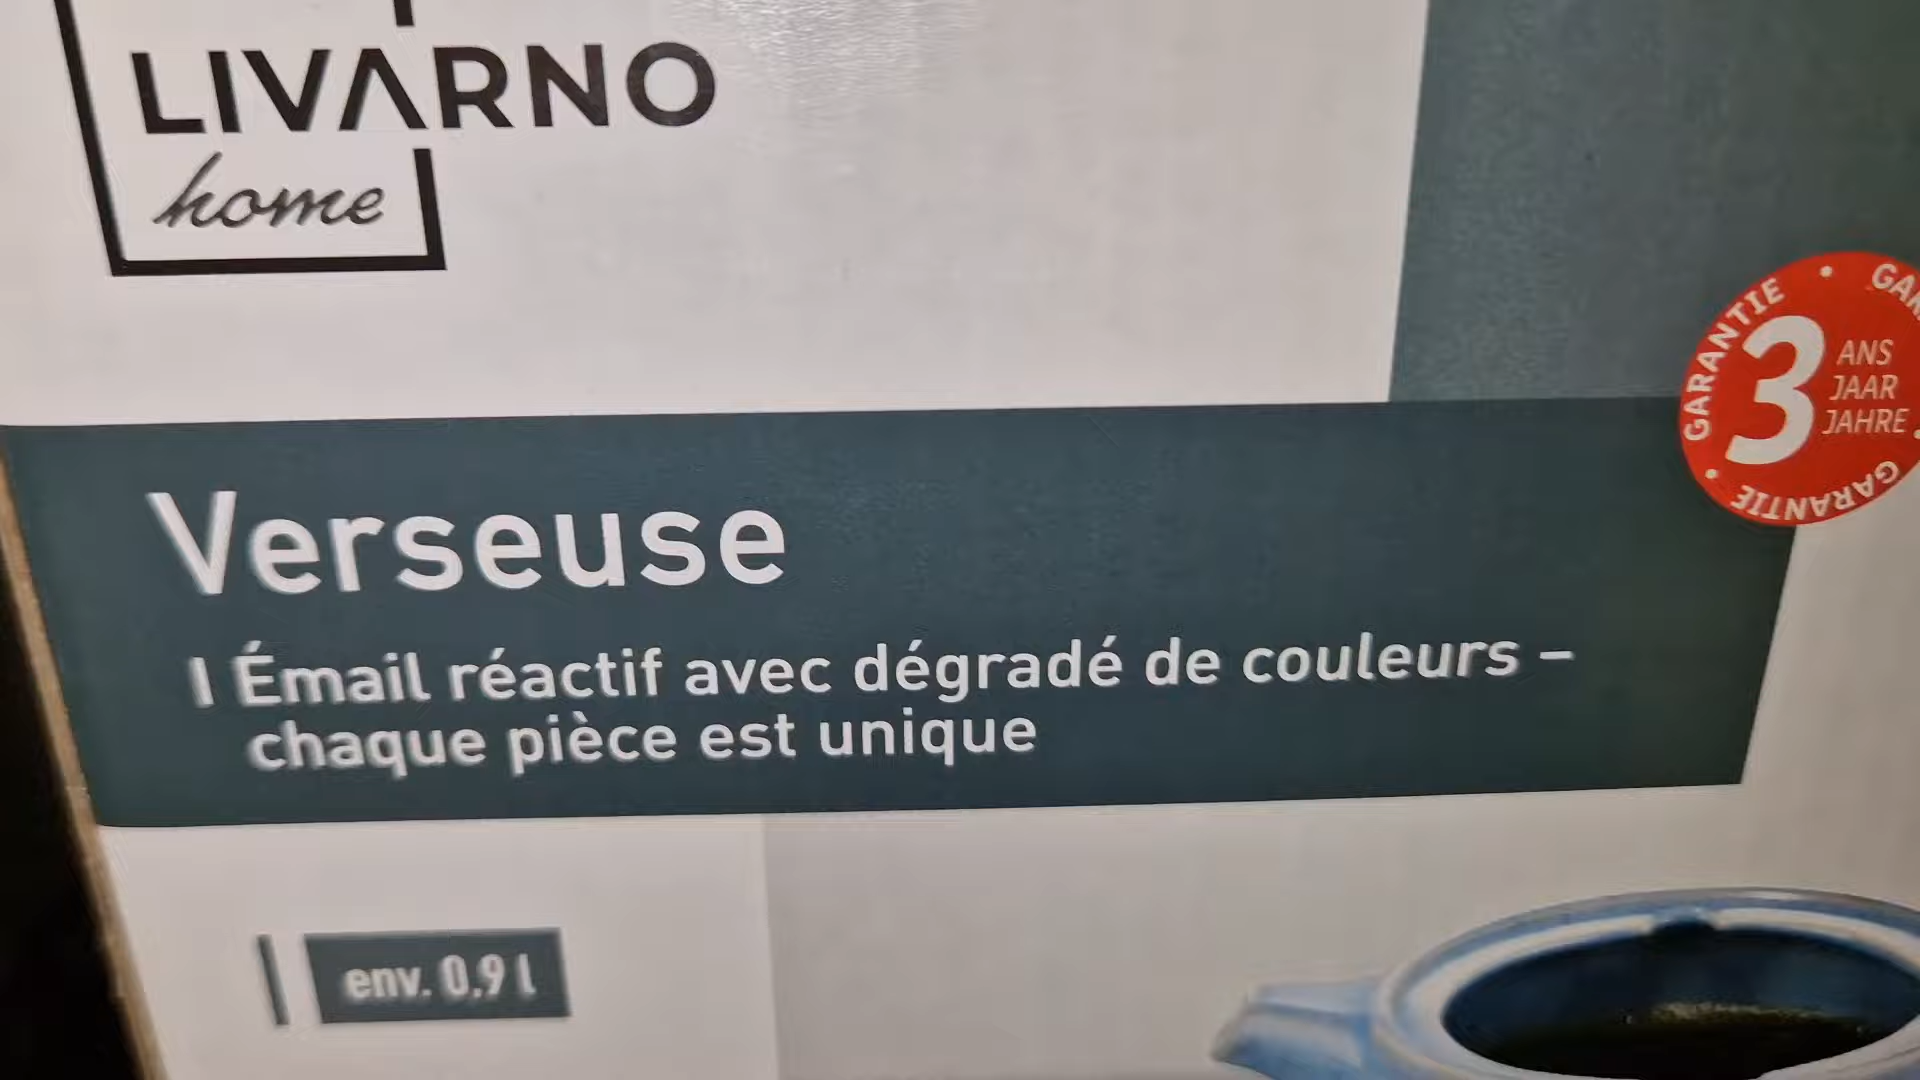 LIVARNO
home
GARANTIE
3
ANS
JAAR
JAHRE
GARANTIE
Verseuse
I Émail réactif avec dégradé de couleurs –
chaque pièce est unique
env. 0,9 l